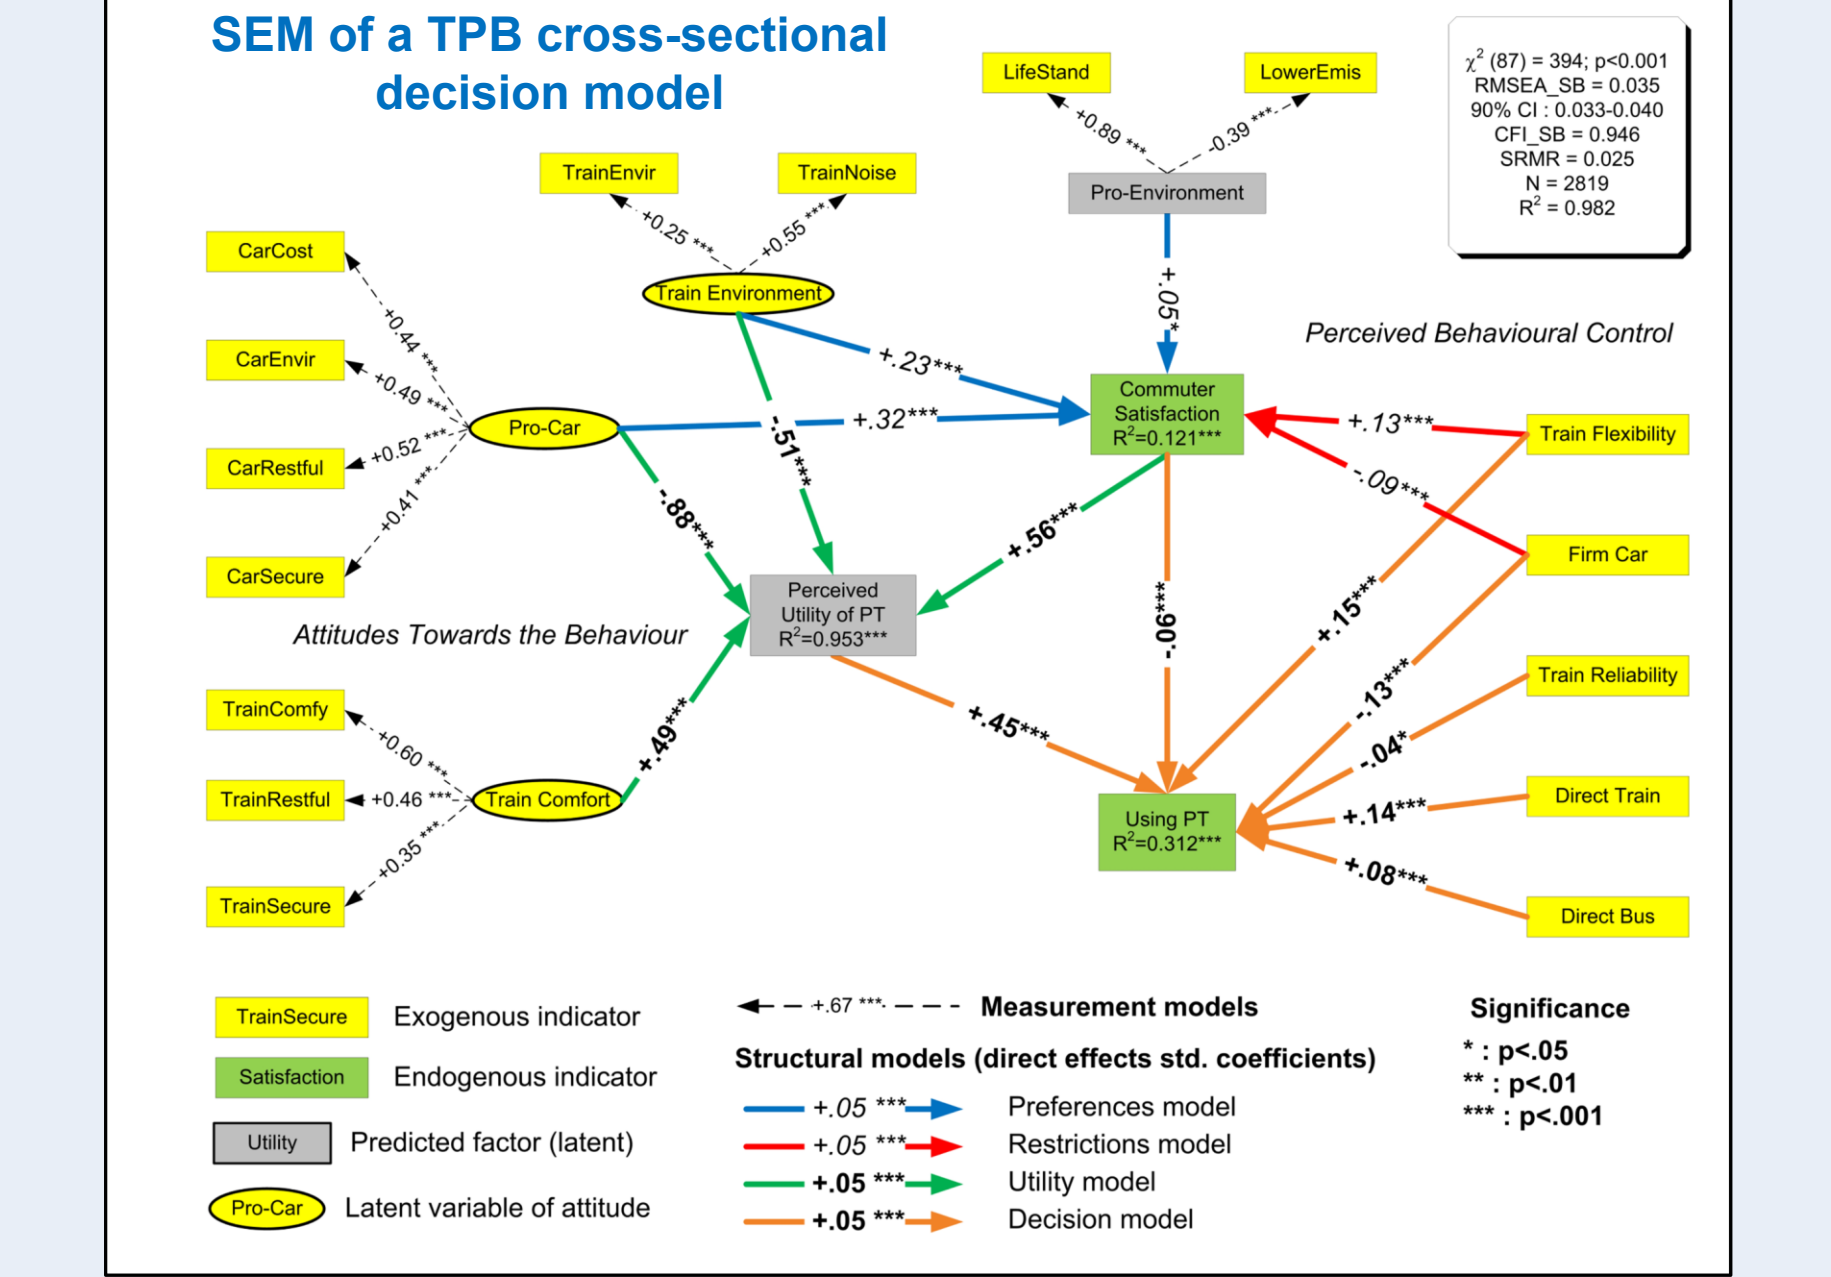 SEM of a TPB cross-sectional
decision model
χ² (87) = 394; p<0.001
RMSEA_SB = 0.035
90% CI : 0.033-0.040
CFI_SB = 0.946
SRMR = 0.025
N = 2819
R² = 0.982
LifeStand
LowerEmis
+0.89 ***
-0.39 ***
Pro-Environment
TrainEnvir
TrainNoise
+0.25 ***
+0.55 ***
Train Environment
CarCost
CarEnvir
CarRestful
CarSecure
+0.44 ***
+0.49 ***
+0.52 ***
+0.41 ***
Pro-Car
+.05*
+.23***
+.32***
-.51***
-.88***
Perceived Behavioural Control
Commuter
Satisfaction
R²=0.121***
+.13***
-.09***
Train Flexibility
Firm Car
Train Reliability
Direct Train
Direct Bus
+.56***
-.06***
+.15***
-.13***
-.04*
+.14***
+.08***
Perceived
Utility of PT
R²=0.953***
Attitudes Towards the Behaviour
+.45***
+.49***
TrainComfy
TrainRestful
TrainSecure
+0.60 ***
+0.46 ***
+0.35 ***
Train Comfort
Using PT
R²=0.312***
TrainSecure
Exogenous indicator
Satisfaction
Endogenous indicator
Utility
Predicted factor (latent)
Pro-Car
Latent variable of attitude
+.67 ***
Measurement models
Structural models (direct effects std. coefficients)
+.05 ***
Preferences model
+.05 ***
Restrictions model
+.05 ***
Utility model
+.05 ***
Decision model
Significance
* : p<.05
** : p<.01
*** : p<.001